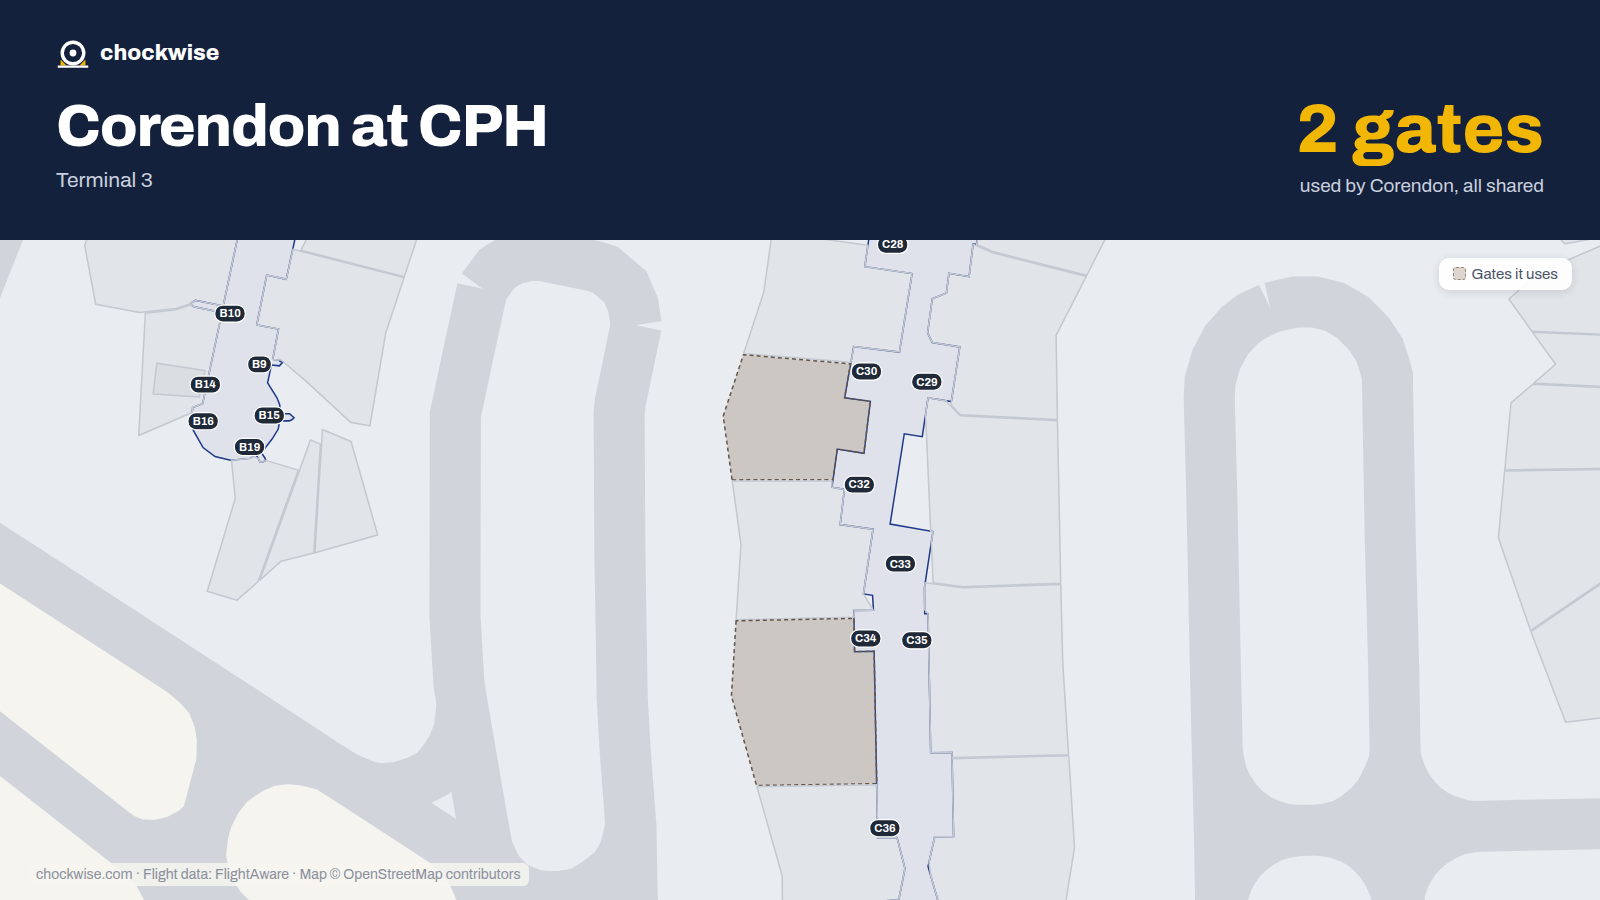 chockwise
Corendon at CPH
Terminal 3
2 gates
used by Corendon, all shared
Gates it uses
C28
B10
B9
C30
C29
B14
B15
B16
B19
C32
C33
C34
C35
C36
chockwise.com · Flight data: FlightAware · Map © OpenStreetMap contributors